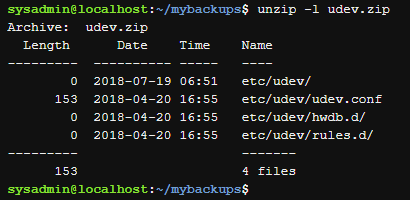 sysadmin@localhost:~/mybackups$ unzip -l udev.zip
Archive:  udev.zip
  Length      Date    Time    Name
---------  ---------- -----   ----
        0  2018-07-19 06:51   etc/udev/
      153  2018-04-20 16:55   etc/udev/udev.conf
        0  2018-04-20 16:55   etc/udev/hwdb.d/
        0  2018-04-20 16:55   etc/udev/rules.d/
---------                     -------
      153                     4 files
sysadmin@localhost:~/mybackups$